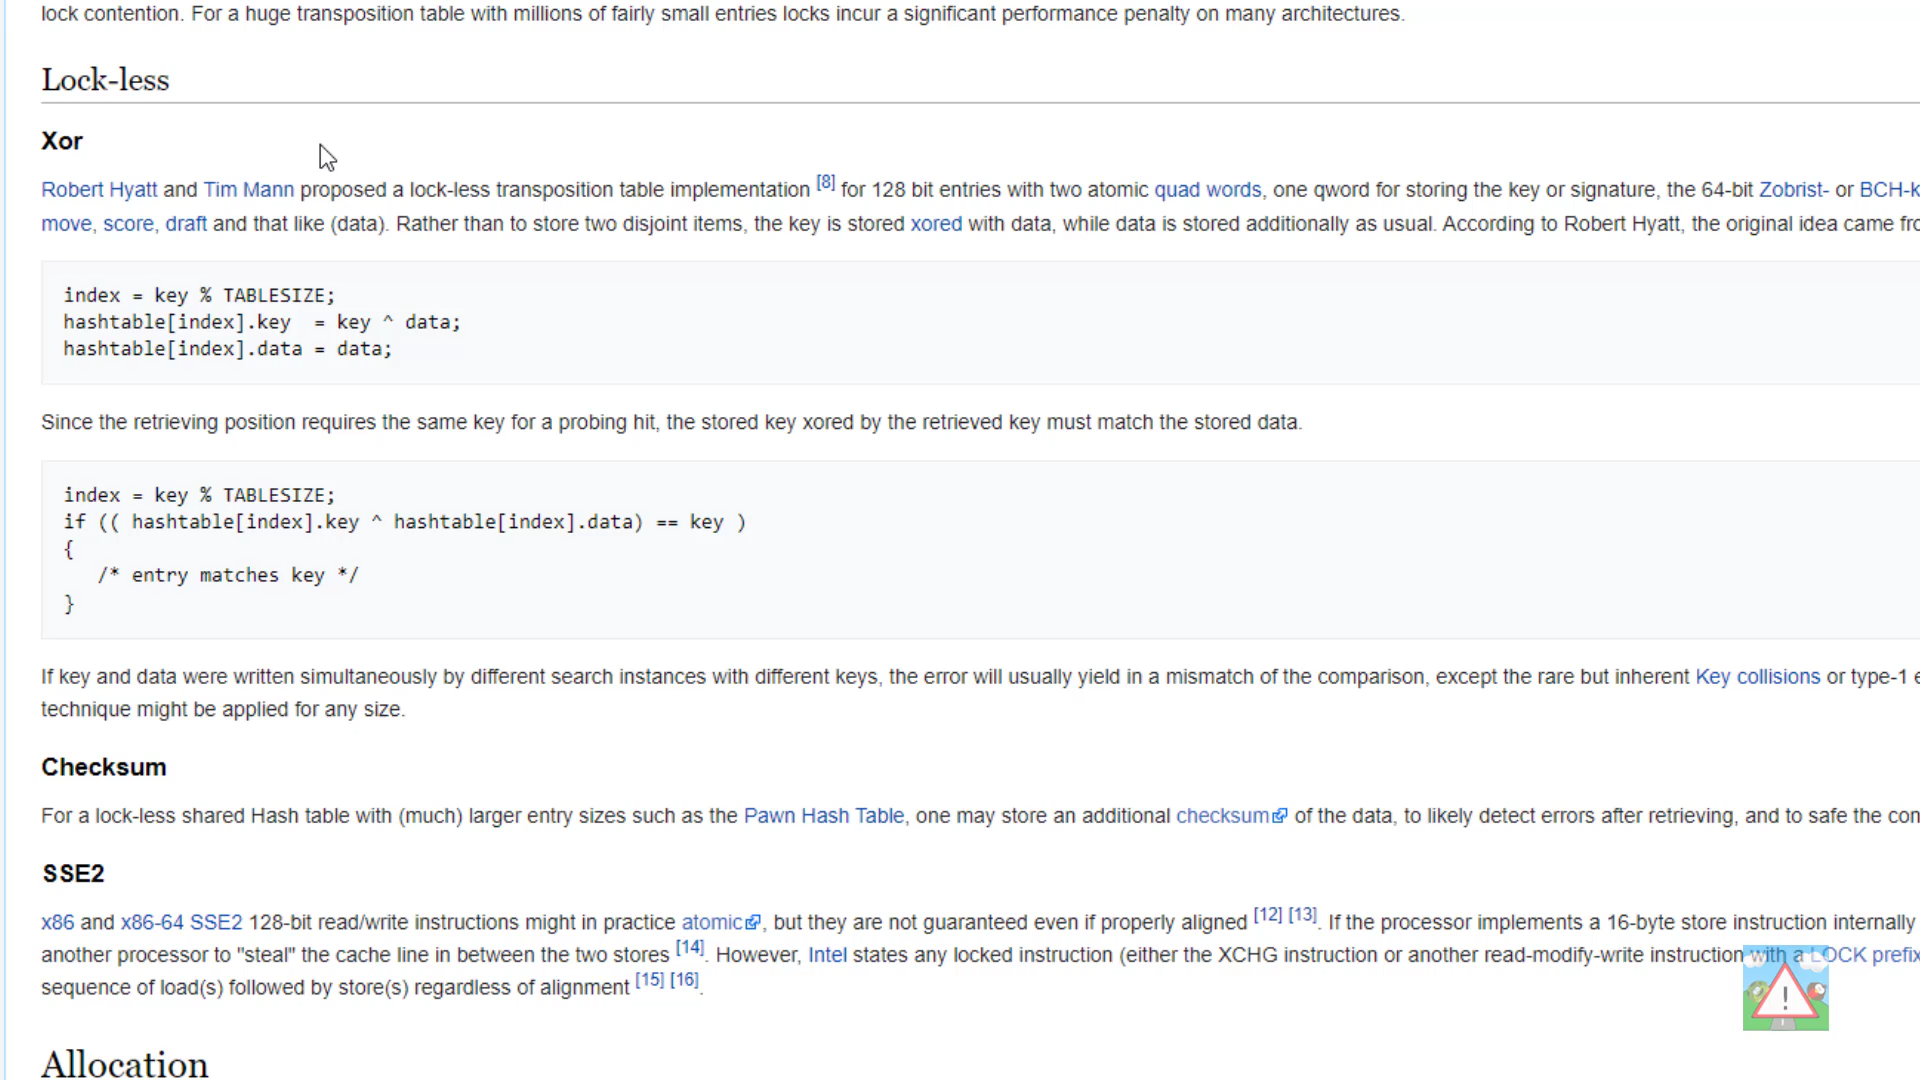 lock contention. For a huge transposition table with millions of fairly small entries locks incur a significant performance penalty on many architectures.
Lock-less
Xor
Robert Hyatt and Tim Mann proposed a lock-less transposition table implementation [8] for 128 bit entries with two atomic quad words, one qword for storing the key or signature, the 64-bit Zobrist- or BCH-k
move, score, draft and that like (data). Rather than to store two disjoint items, the key is stored xored with data, while data is stored additionally as usual. According to Robert Hyatt, the original idea came fro
index = key % TABLESIZE;
hashtable[index].key  = key ^ data;
hashtable[index].data = data;
Since the retrieving position requires the same key for a probing hit, the stored key xored by the retrieved key must match the stored data.
index = key % TABLESIZE;
if (( hashtable[index].key ^ hashtable[index].data) == key )
{
   /* entry matches key */
}
If key and data were written simultaneously by different search instances with different keys, the error will usually yield in a mismatch of the comparison, except the rare but inherent Key collisions or type-1 e
technique might be applied for any size.
Checksum
For a lock-less shared Hash table with (much) larger entry sizes such as the Pawn Hash Table, one may store an additional checksum of the data, to likely detect errors after retrieving, and to safe the con
SSE2
x86 and x86-64 SSE2 128-bit read/write instructions might in practice atomic, but they are not guaranteed even if properly aligned [12] [13]. If the processor implements a 16-byte store instruction internally
another processor to "steal" the cache line in between the two stores [14]. However, Intel states any locked instruction (either the XCHG instruction or another read-modify-write instruction with a LOCK prefix
sequence of load(s) followed by store(s) regardless of alignment [15] [16].
Allocation